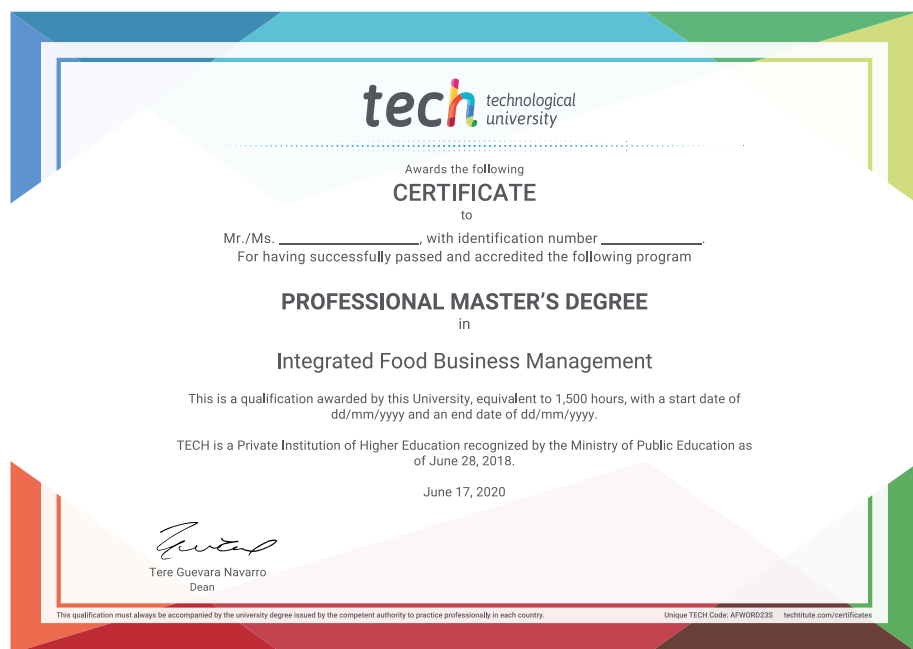 tech technological
university
Awards the following
CERTIFICATE
to
Mr./Ms. ____________________, with identification number ______________.
For having successfully passed and accredited the following program
PROFESSIONAL MASTER'S DEGREE
in
Integrated Food Business Management
This is a qualification awarded by this University, equivalent to 1,500 hours, with a start date of
dd/mm/yyyy and an end date of dd/mm/yyyy.
TECH is a Private Institution of Higher Education recognized by the Ministry of Public Education as
of June 28, 2018.
June 17, 2020
Tere Guevara Navarro
Dean
This qualification must always be accompanied by the university degree issued by the competent authority to practice professionally in each country. Unique TECH Code: AFWORD23S techtitute.com/certificates